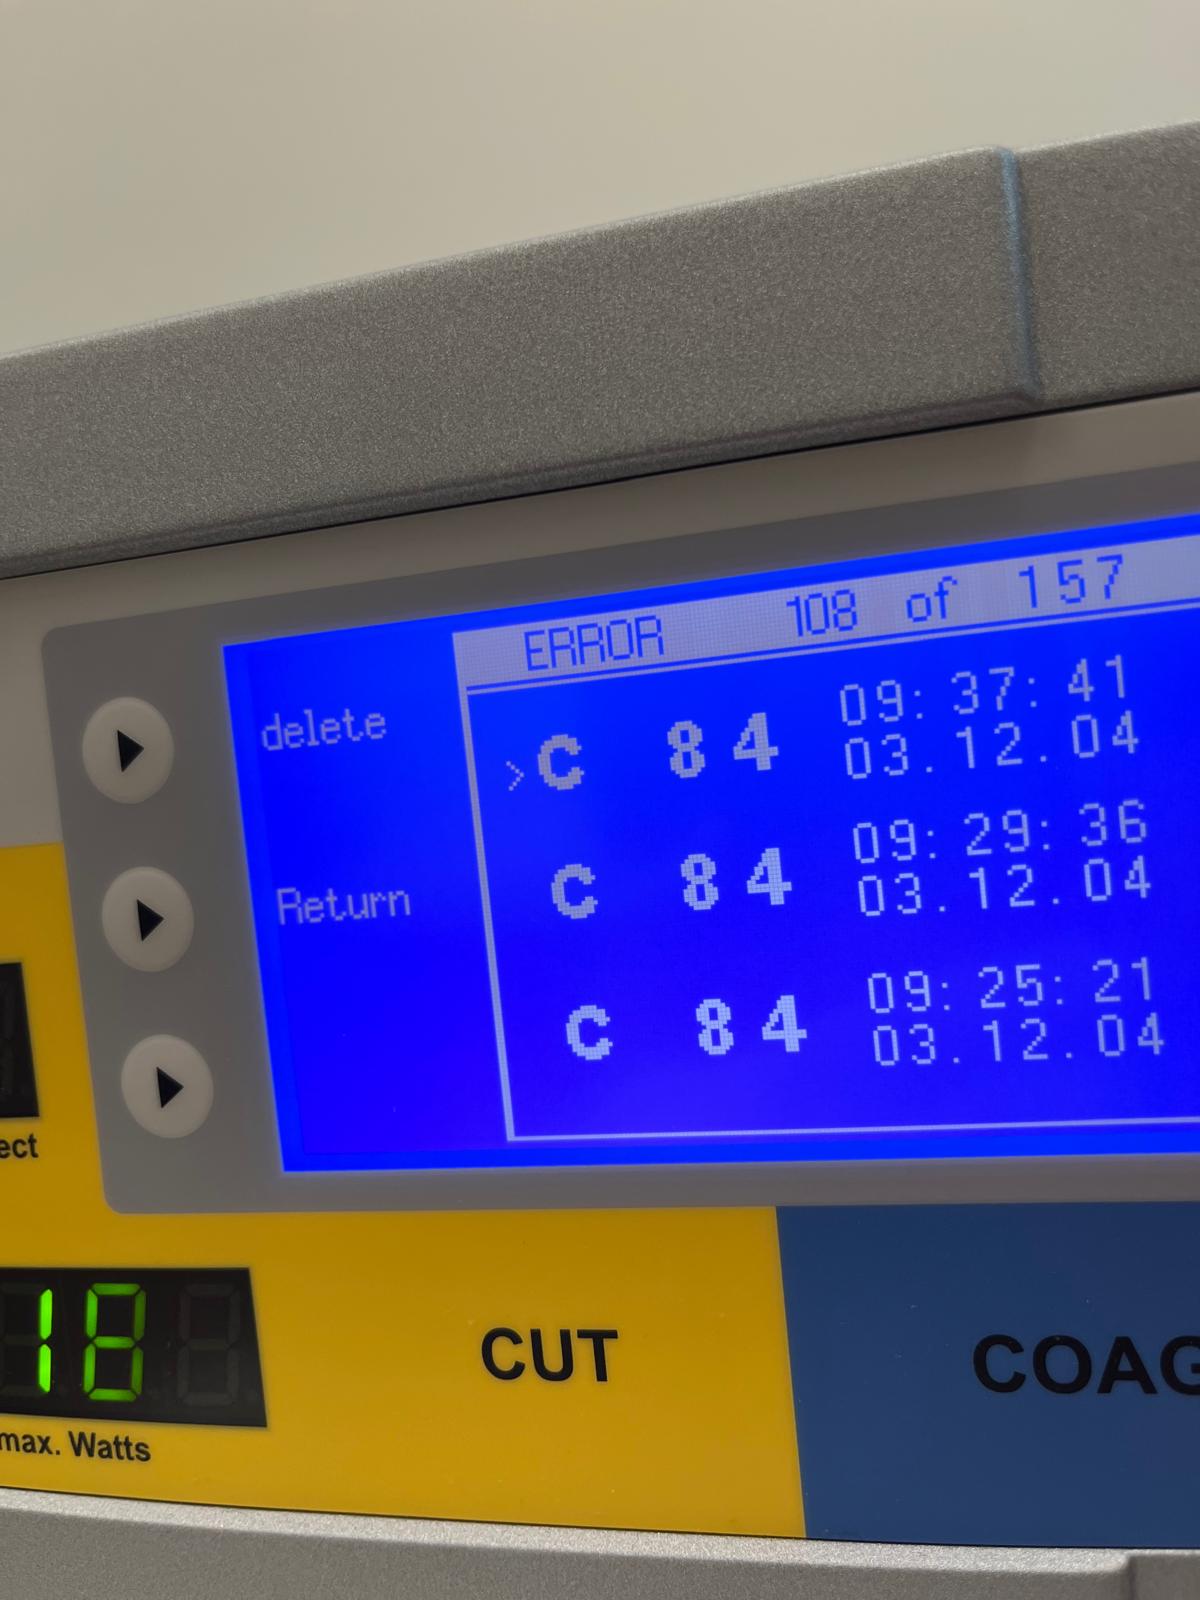 ERROR 108 of 157
delete
>C 84 09:37:41
03.12.04
C 84 09:29:36
03.12.04
Return
C 84 09:25:21
03.12.04
ect
18
max. Watts
CUT
COAG